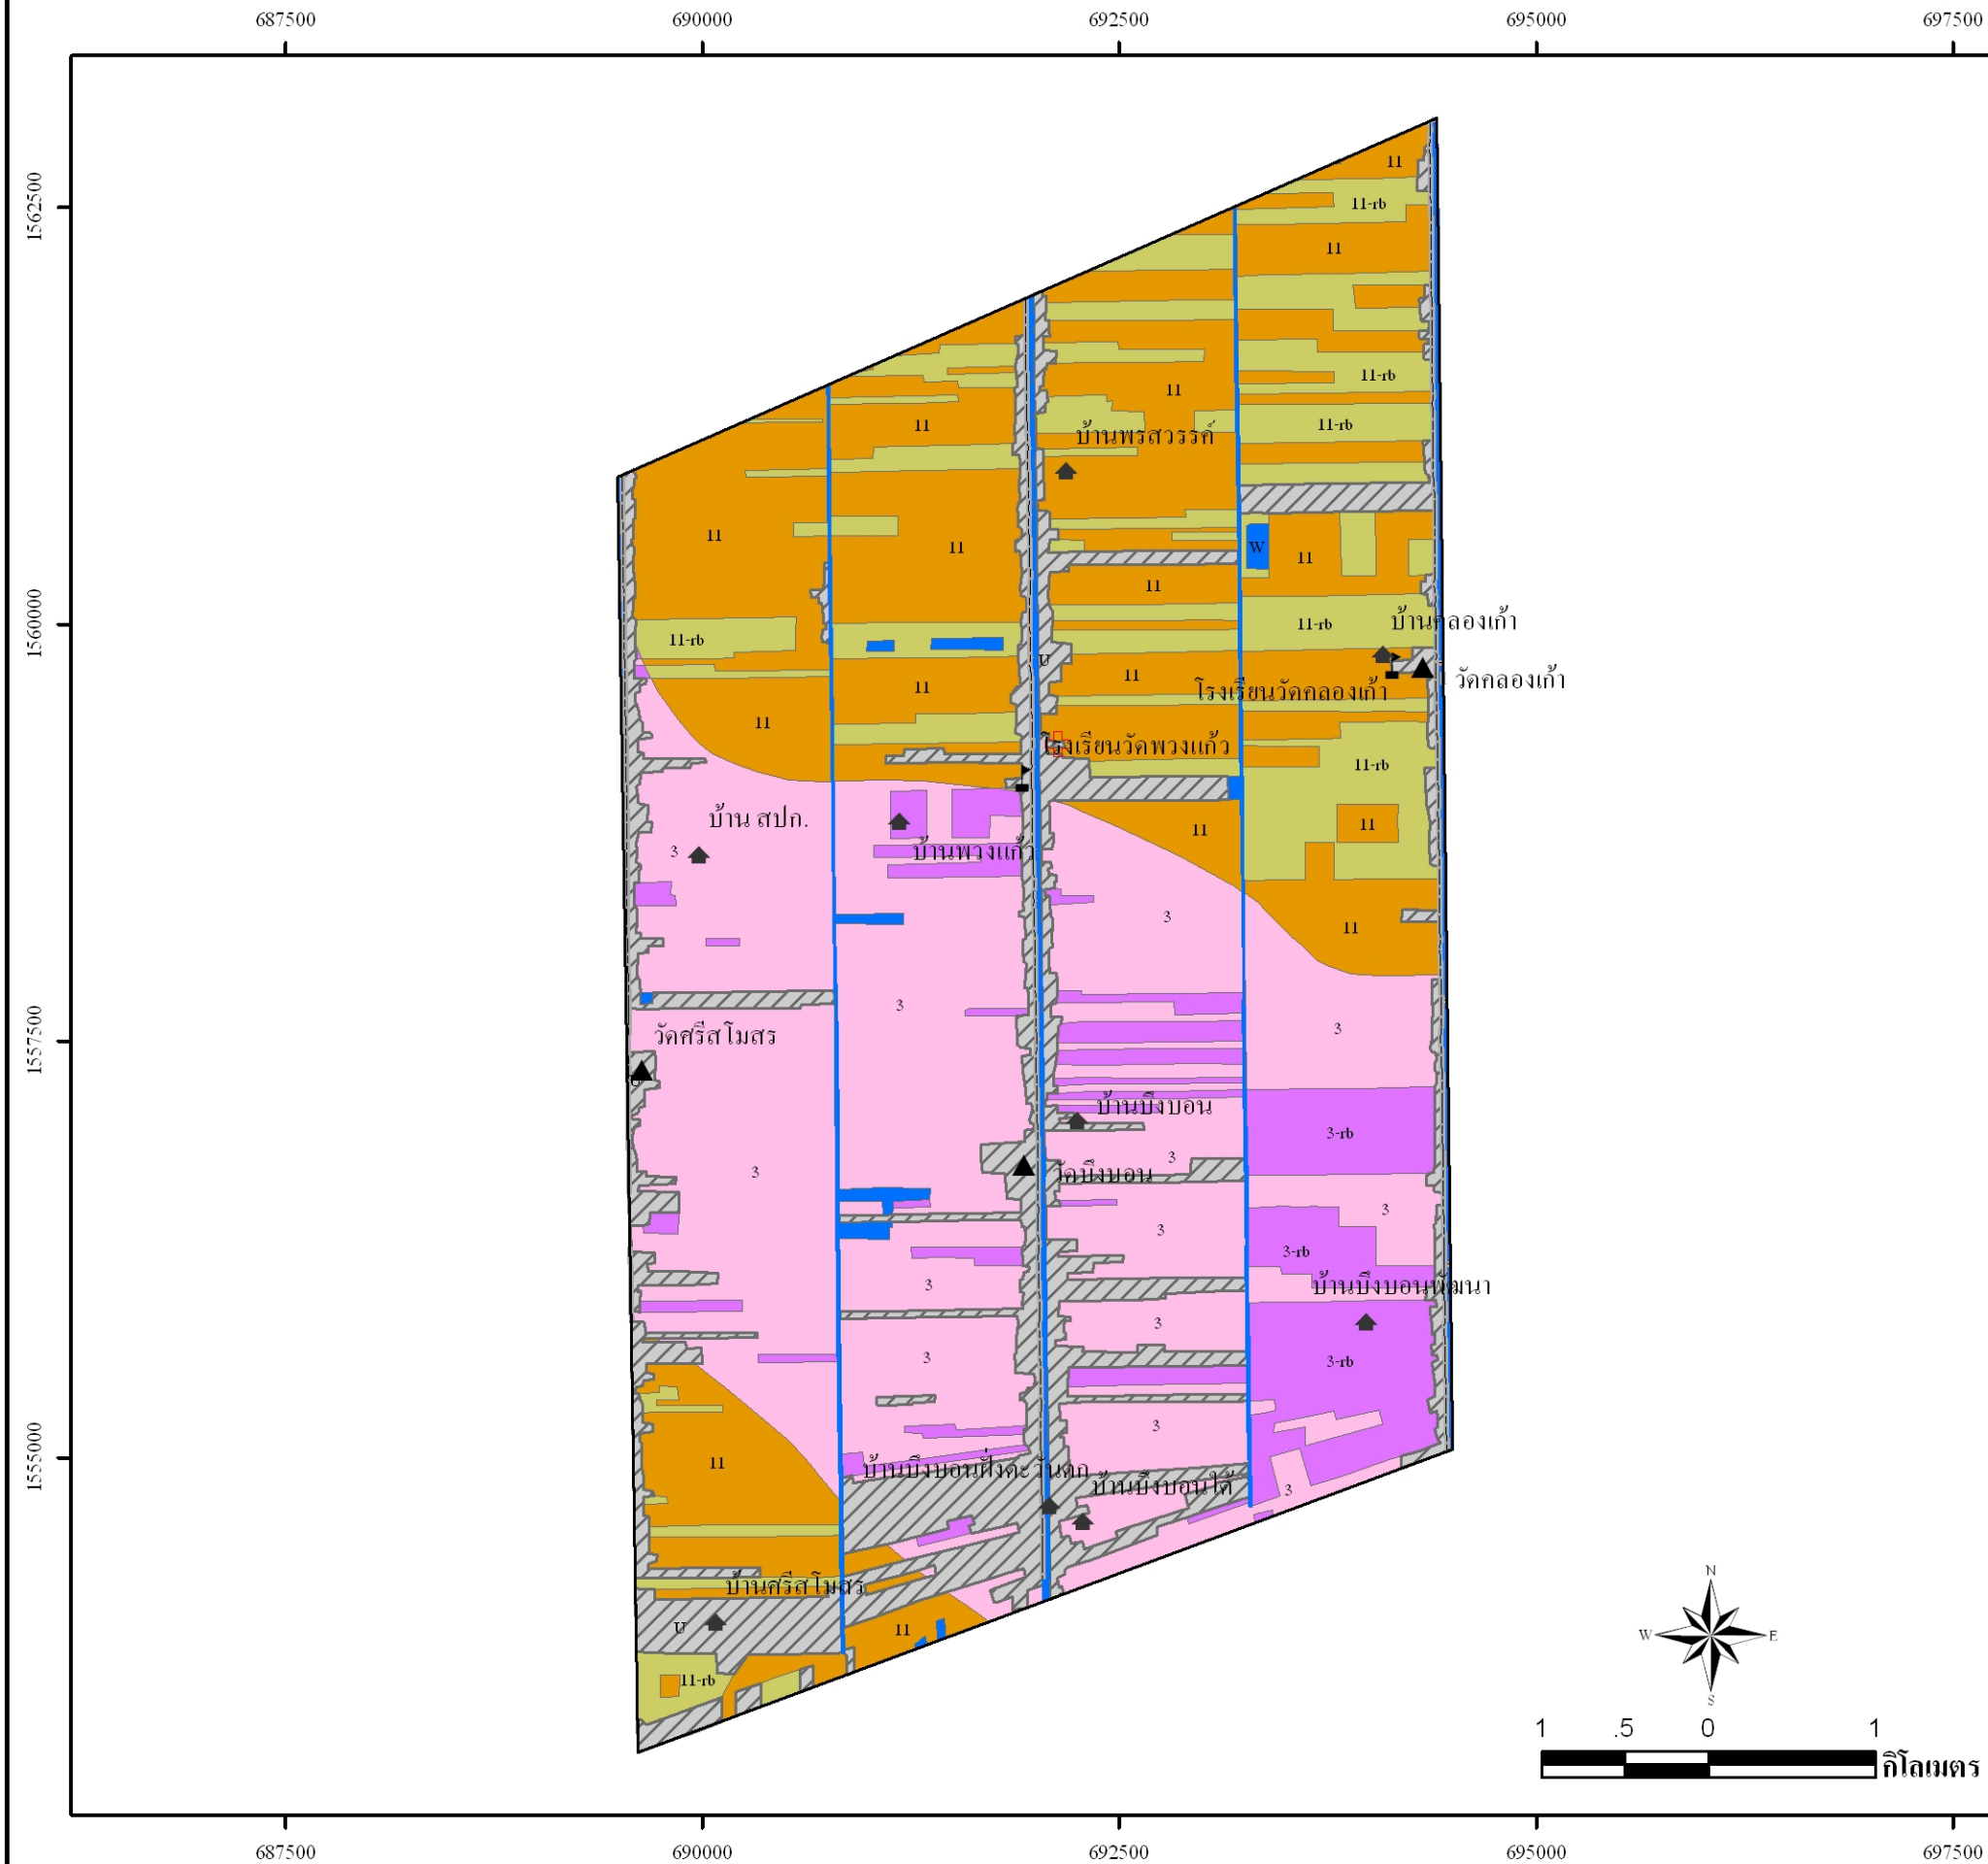 687500 690000 692500 695000 697500
1562500
1560000
1557500
1555000
11
11-rb
11
11
11-rb
11
11-rb
บ้านพรสวรรค์
11
11
W
11
11
11-rb
บ้านคลองเก้า
11-rb
U
11
11
โรงเรียนวัดคลองเก้า
วัดคลองเก้า
11
โรงเรียนวัดพวงแก้ว
11-rb
บ้าน สปก.
11
11
3
บ้านพวงแก้ว
3
11
3
3
วัดศรีสโมสร
บ้านบึงบอน
3-rb
3
3
วัดบึงบอน
3
3
3-rb
3
บ้านบึงบอนพัฒนา
3
3
3-rb
3
11
บ้านบึงบอนฝั่งตะวันตก
บ้านบึงบอนใต้
3
บ้านศรีสโมสร
U
11
11-rb
N
W E
S
1 .5 0 1
กิโลเมตร
687500 690000 692500 695000 697500